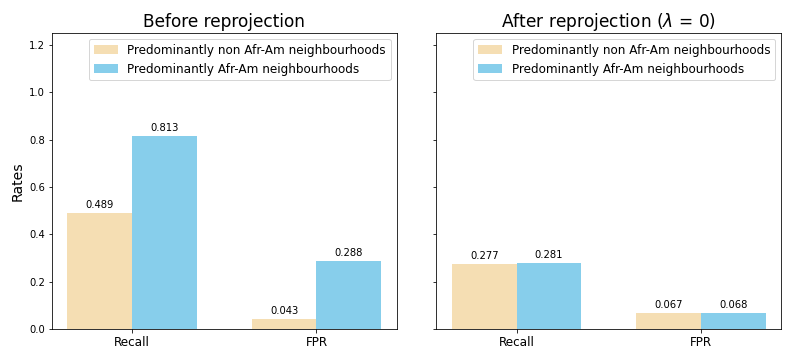 Before reprojection
Predominantly non Afr-Am neighbourhoods
Predominantly Afr-Am neighbourhoods
Rates
1.2
1.0
0.8
0.6
0.4
0.2
0.0
0.489
0.813
0.043
0.288
Recall
FPR
After reprojection (λ = 0)
Predominantly non Afr-Am neighbourhoods
Predominantly Afr-Am neighbourhoods
0.277
0.281
0.067
0.068
Recall
FPR